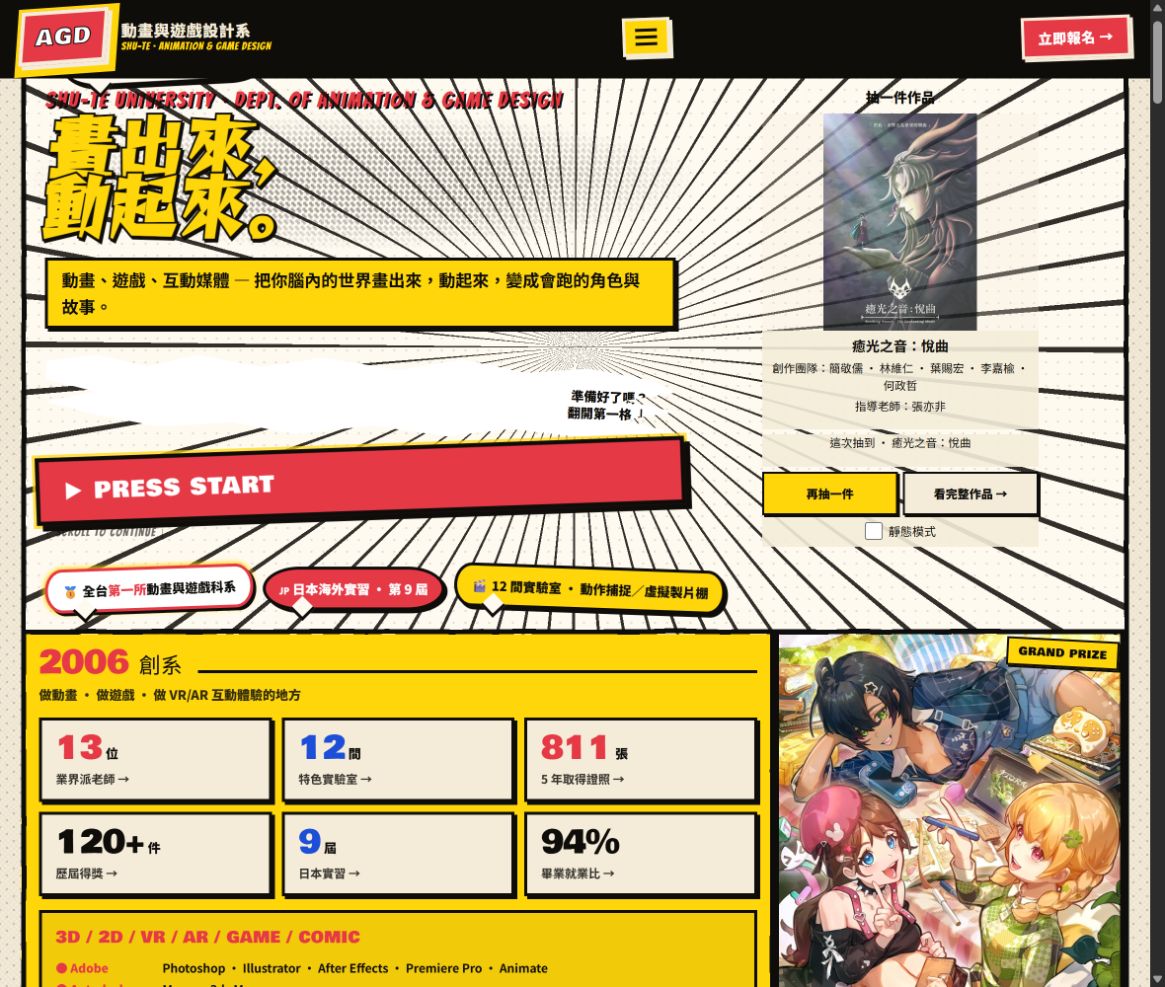 AGD
動畫與遊戲設計系
SHU-TE · ANIMATION & GAME DESIGN
立即報名 →
SHU-TE UNIVERSITY · DEPT. OF ANIMATION & GAME DESIGN
畫出來,
動起來。
動畫、遊戲、互動媒體 — 把你腦內的世界畫出來，動起來，變成會跑的角色與
故事。
準備好了嗎?
翻開第一格
▶ PRESS START
SCROLL TO CONTINUE
🏅 全台第一所動畫與遊戲科系
JP 日本海外實習 · 第 9 屆
🎬 12 間實驗室 · 動作捕捉／虛擬製片棚
抽一件作品
癒光之音：悅曲
癒光之音：悅曲
創作團隊：簡敬儒 · 林維仁 · 葉賜宏 · 李嘉榆 ·
何政哲
指導老師：張亦非
這次抽到 · 癒光之音：悅曲
再抽一件
看完整作品 →
靜態模式
2006 創系
做動畫 · 做遊戲 · 做 VR/AR 互動體驗的地方
13 位
業界派老師 →
12 間
特色實驗室 →
811 張
5 年取得證照 →
120+ 件
歷屆得獎 →
9 屆
日本實習 →
94%
畢業就業比 →
3D / 2D / VR / AR / GAME / COMIC
Adobe
Photoshop · Illustrator · After Effects · Premiere Pro · Animate
GRAND PRIZE